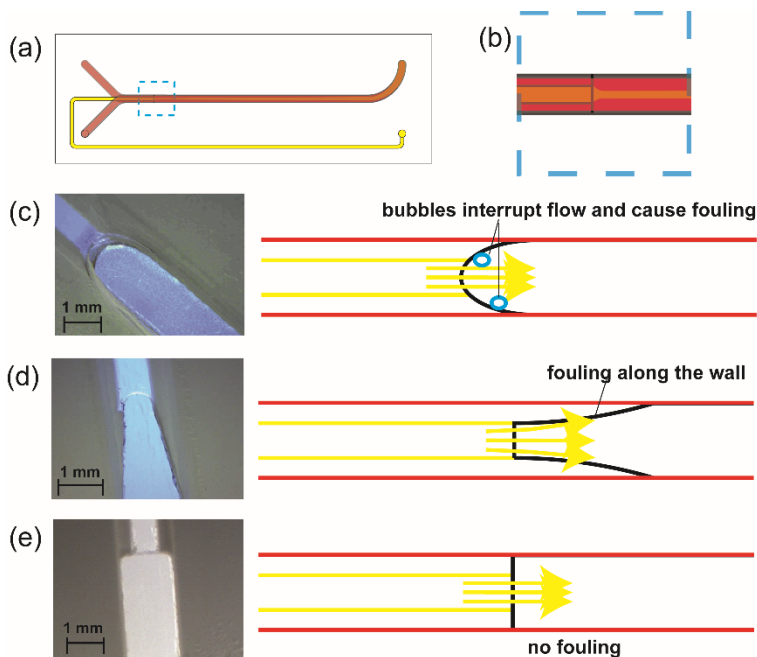 (a)
(b)
(c)
bubbles interrupt flow and cause fouling
1 mm
(d)
fouling along the wall
1 mm
(e)
1 mm
no fouling